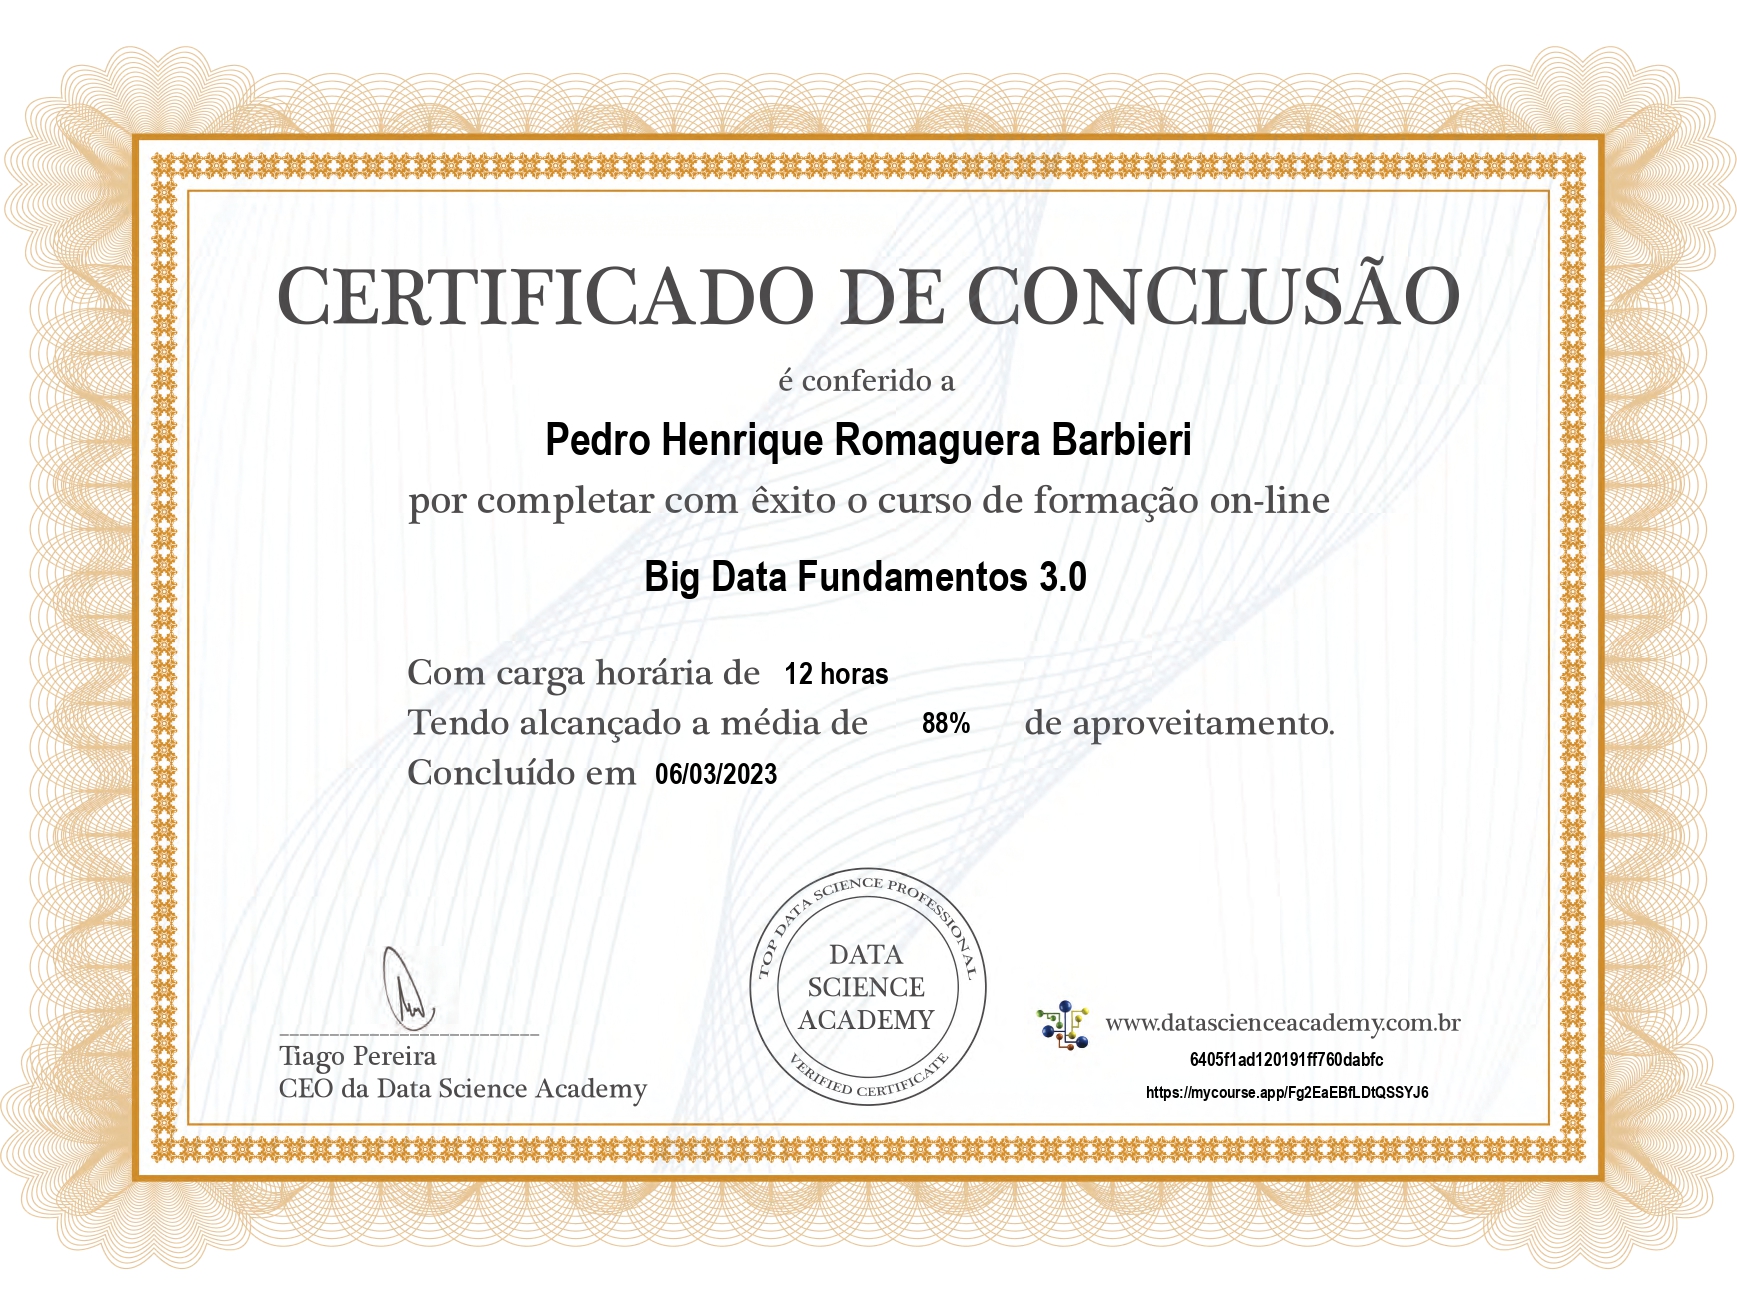 CERTIFICADO DE CONCLUSÃO
é conferido a
Pedro Henrique Romaguera Barbieri
por completar com êxito o curso de formação on-line
Big Data Fundamentos 3.0
Com carga horária de 12 horas
Tendo alcançado a média de 88% de aproveitamento.
Concluído em 06/03/2023
Tiago Pereira
CEO da Data Science Academy
TOP DATA SCIENCE PROFESSIONAL
DATA
SCIENCE
ACADEMY
VERIFIED CERTIFICATE
www.datascienceacademy.com.br
6405f1ad120191ff760dabfc
https://mycourse.app/Fg2EaEBfLDtQSSYJ6